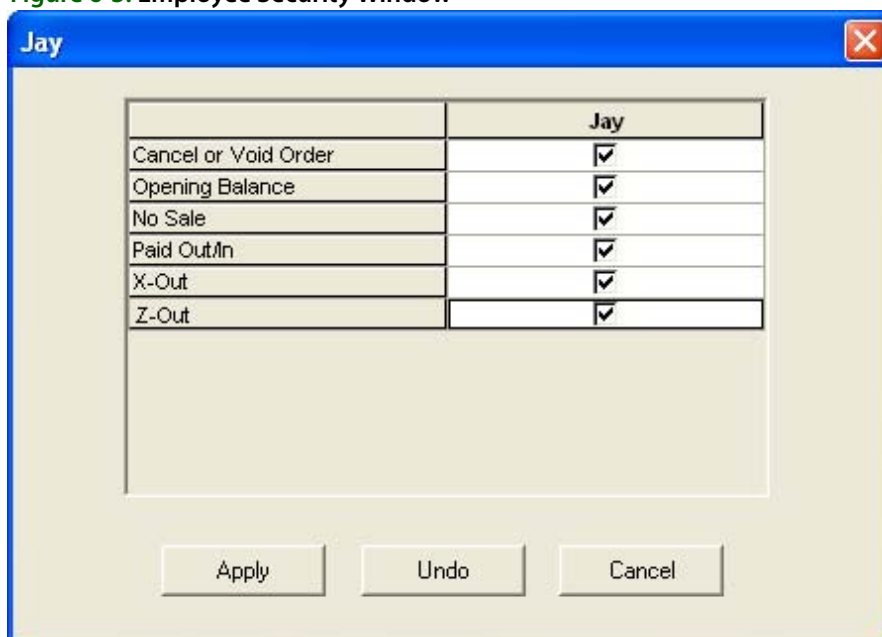 Figure 6-3. Employee Security Window
Jay
Jay
Cancel or Void Order
Opening Balance
No Sale
Paid Out/In
X-Out
Z-Out
Apply Undo Cancel